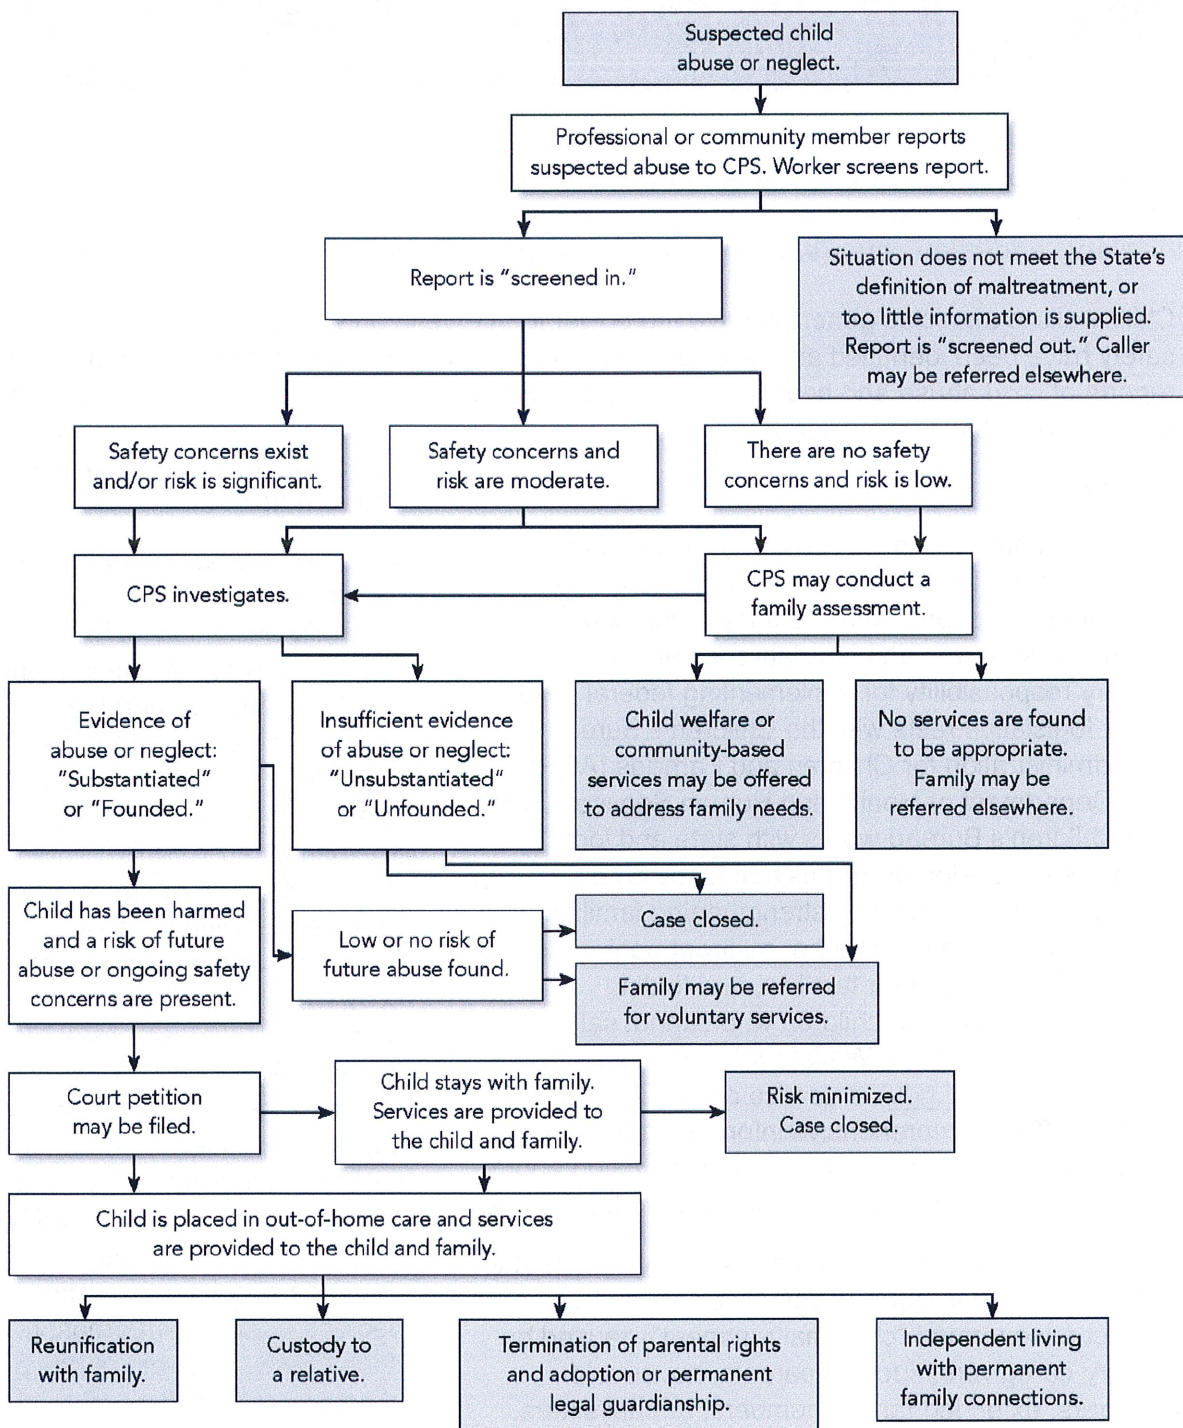 Suspected child
abuse or neglect.
Professional or community member reports
suspected abuse to CPS. Worker screens report.
Report is “screened in.”
Situation does not meet the State’s
definition of maltreatment, or
too little information is supplied.
Report is “screened out.” Caller
may be referred elsewhere.
Safety concerns exist
and/or risk is significant.
Safety concerns and
risk are moderate.
There are no safety
concerns and risk is low.
CPS investigates.
CPS may conduct a
family assessment.
Evidence of
abuse or neglect:
“Substantiated“
or “Founded.”
Insufficient evidence
of abuse or neglect:
“Unsubstantiated“
or “Unfounded.”
Child welfare or
community-based
services may be offered
to address family needs.
No services are found
to be appropriate.
Family may be
referred elsewhere.
Child has been harmed
and a risk of future
abuse or ongoing safety
concerns are present.
Low or no risk of
future abuse found.
Case closed.
Family may be referred
for voluntary services.
Court petition
may be filed.
Child stays with family.
Services are provided to
the child and family.
Risk minimized.
Case closed.
Child is placed in out-of-home care and services
are provided to the child and family.
Reunification
with family.
Custody to
a relative.
Termination of parental rights
and adoption or permanent
legal guardianship.
Independent living
with permanent
family connections.